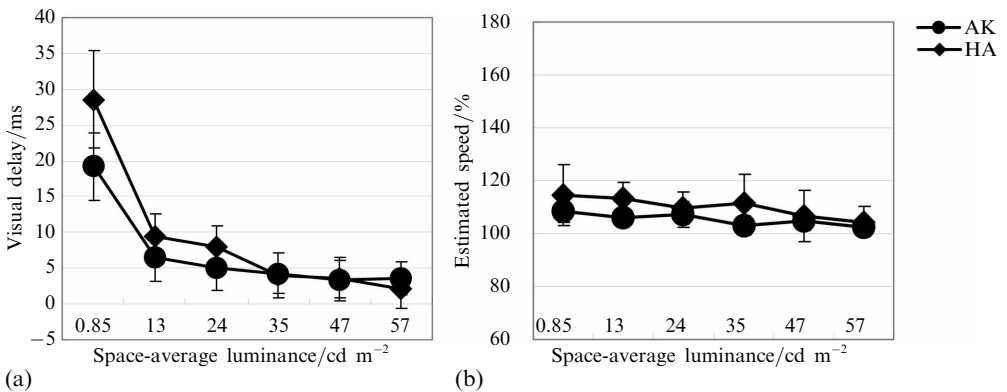 40
35
30
25
20
15
10
5
0
−5
Visual delay/ms
0.85 13 24 35 47 57
Space-average luminance/cd m−2
(a)
180
160
140
120
100
80
60
Estimated speed/%
0.85 13 24 35 47 57
Space-average luminance/cd m−2
(b)
AK
HA